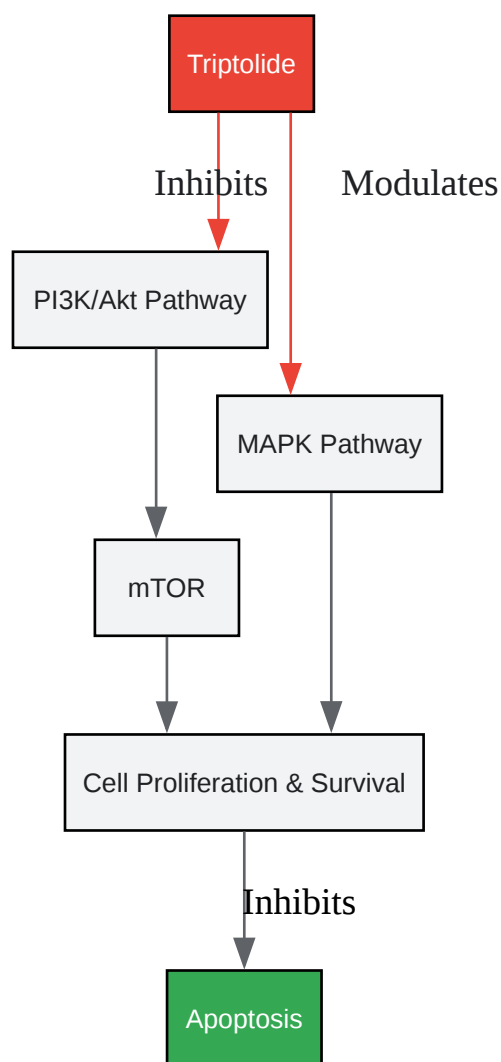 Triptolide
Inhibits
Modulates
PI3K/Akt Pathway
MAPK Pathway
mTOR
Cell Proliferation & Survival
Inhibits
Apoptosis